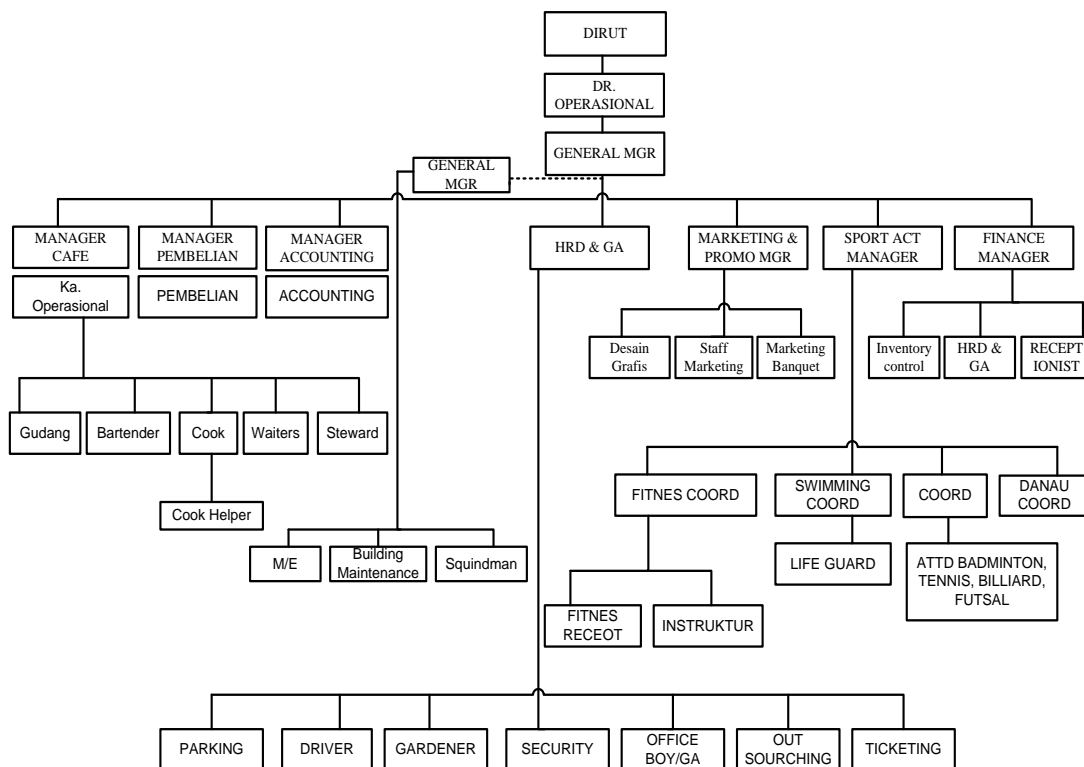 DIRUT
DR.
OPERASIONAL
GENERAL MGR
GENERAL
MGR
MANAGER
CAFE
MANAGER
PEMBELIAN
MANAGER
ACCOUNTING
HRD & GA
MARKETING &
PROMO MGR
SPORT ACT
MANAGER
FINANCE
MANAGER
Ka.
Operasional
PEMBELIAN
ACCOUNTING
Desain
Grafis
Staff
Marketing
Marketing
Banquet
Inventory
control
HRD &
GA
RECEPT
IONIST
Gudang
Bartender
Cook
Waiters
Steward
Cook Helper
M/E
Building
Maintenance
Squindman
FITNES COORD
SWIMMING
COORD
COORD
DANAU
COORD
LIFE GUARD
ATTD BADMINTON,
TENNIS, BILLIARD,
FUTSAL
FITNES
RECEOT
INSTRUKTUR
PARKING
DRIVER
GARDENER
SECURITY
OFFICE
BOY/GA
OUT
SOURCHING
TICKETING